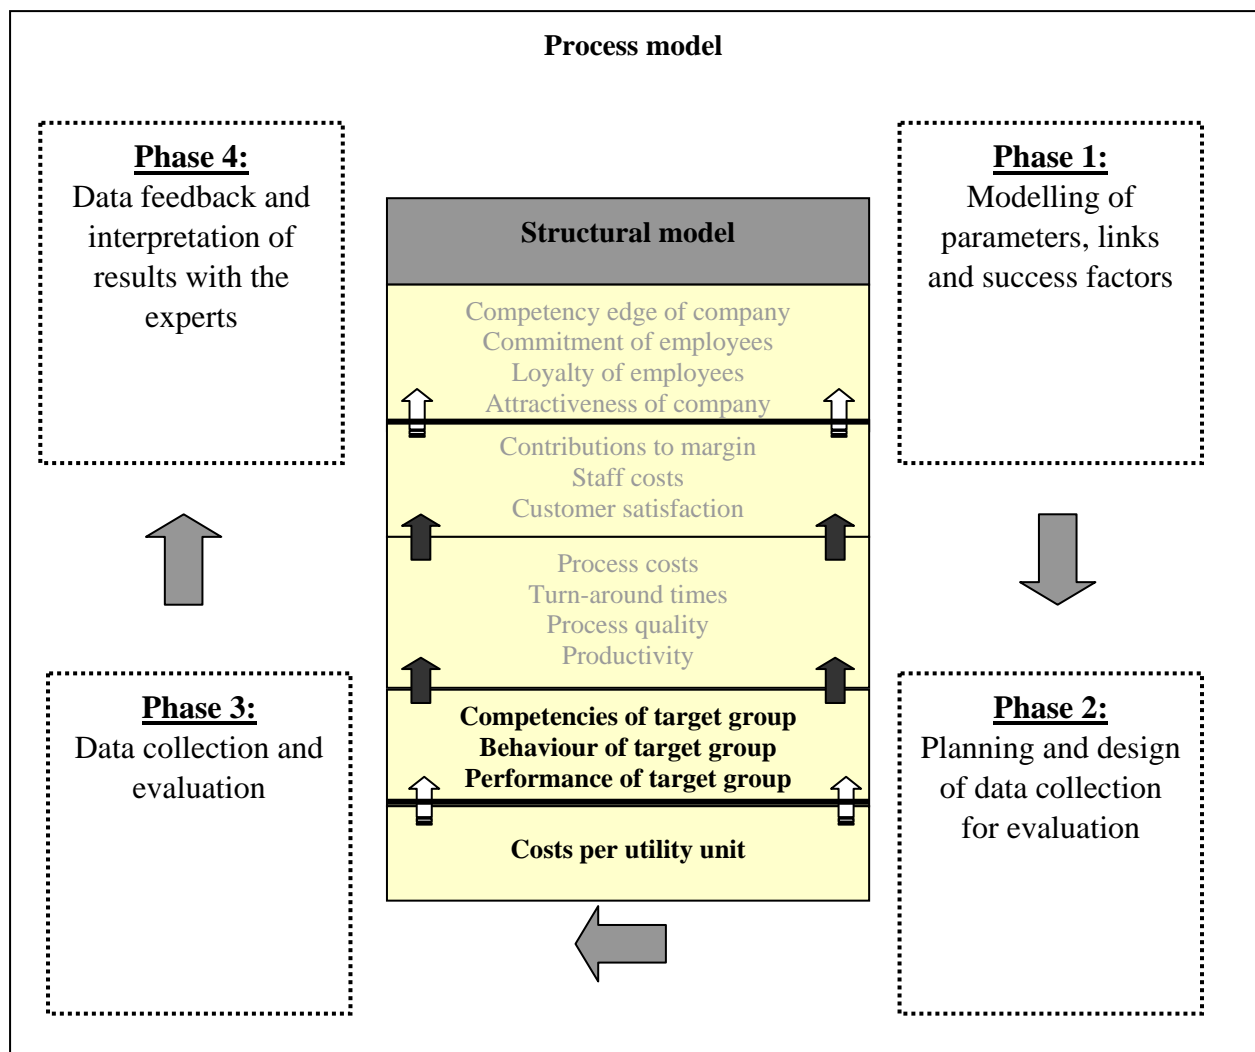 Process model
Phase 4:
Data feedback and
interpretation of
results with the
experts
Phase 1:
Modelling of
parameters, links
and success factors
Structural model
Competency edge of company
Commitment of employees
Loyalty of employees
Attractiveness of company
Contributions to margin
Staff costs
Customer satisfaction
Process costs
Turn-around times
Process quality
Productivity
Competencies of target group
Behaviour of target group
Performance of target group
Costs per utility unit
Phase 3:
Data collection and
evaluation
Phase 2:
Planning and design
of data collection
for evaluation